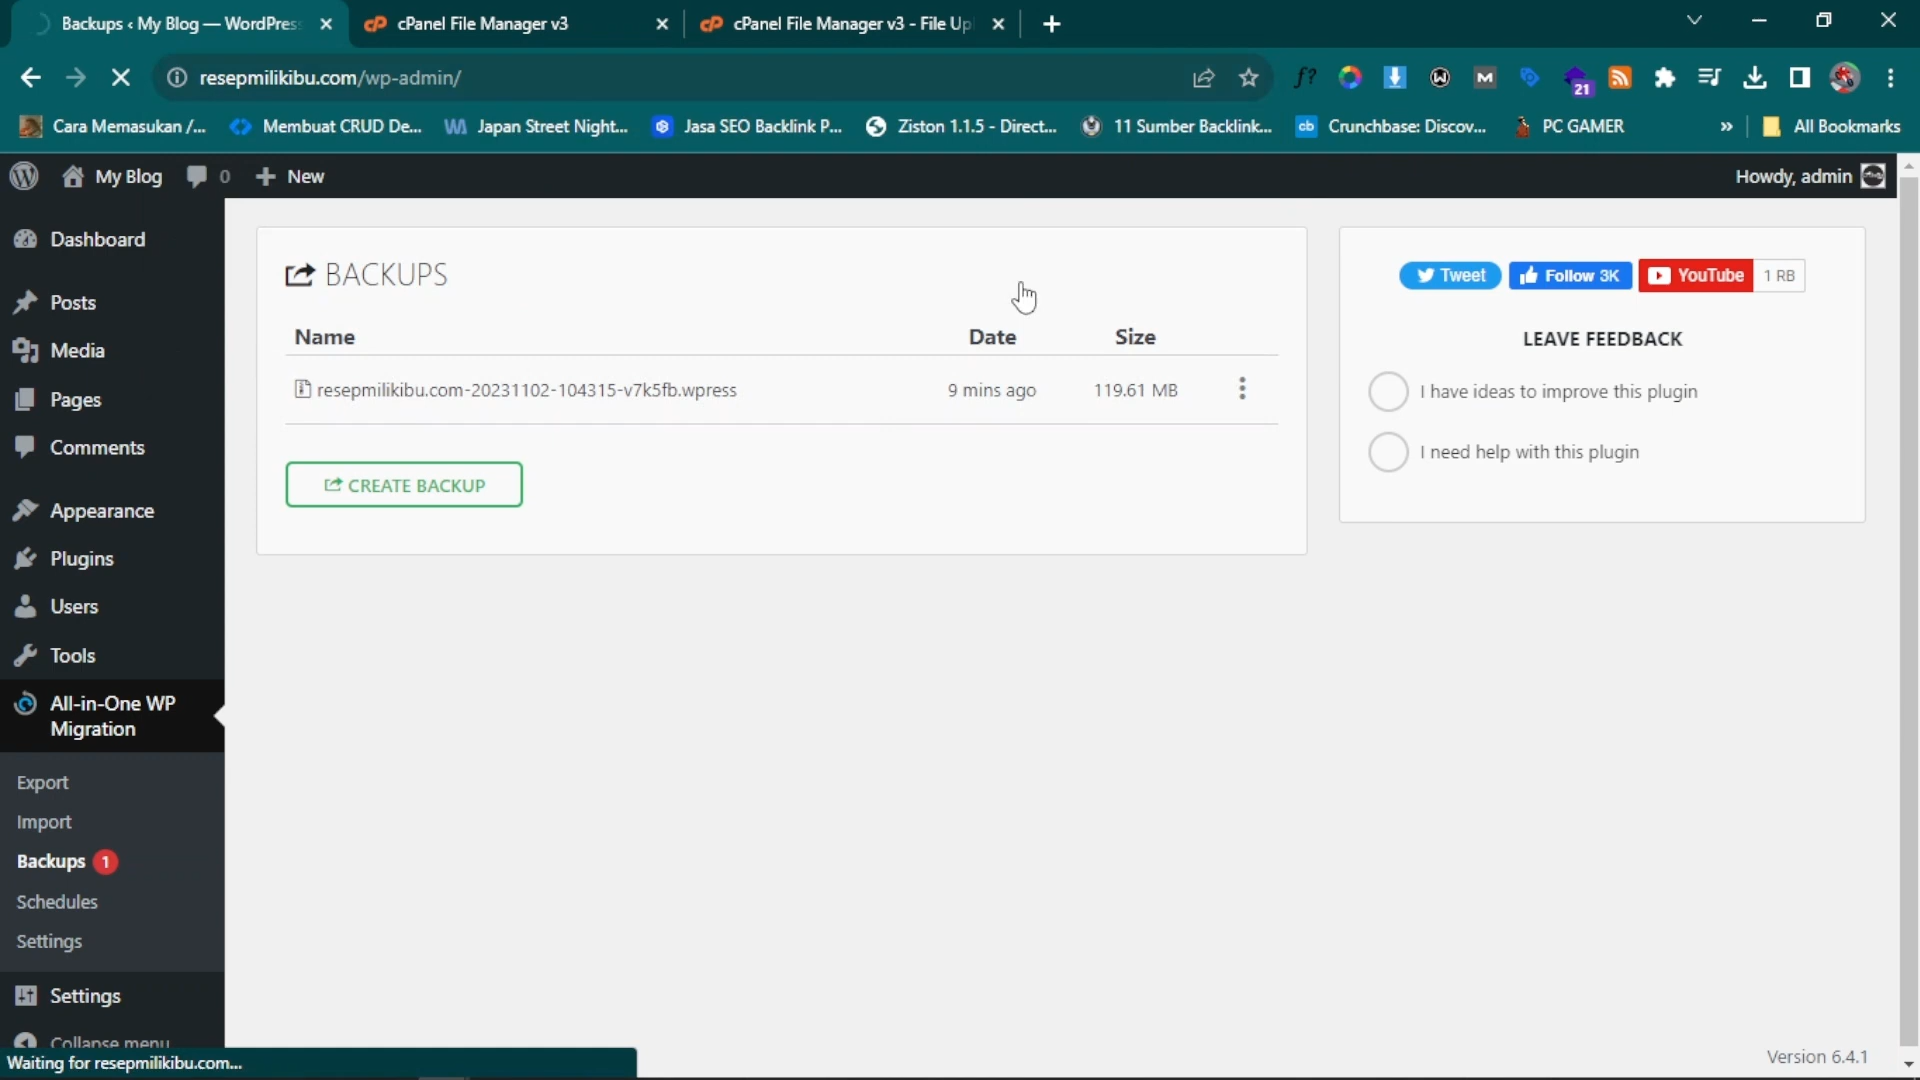 Backups ‹ My Blog — WordPres
cPanel File Manager v3
cPanel File Manager v3 - File Up
resepmilikibu.com/wp-admin/
f?
M
21
Cara Memasukan /...
Membuat CRUD De...
Japan Street Night...
Jasa SEO Backlink P...
Ziston 1.1.5 - Direct...
11 Sumber Backlink...
cb
Crunchbase: Discov...
PC GAMER
»
All Bookmarks
My Blog
0
+ New
Howdy, admin
Dashboard
Posts
Media
Pages
Comments
Appearance
Plugins
Users
Tools
All-in-One WP
Migration
Export
Import
Backups 1
Schedules
Settings
Settings
Collapse menu
BACKUPS
Name Date Size
resepmilikibu.com-20231102-104315-v7k5fb.wpress 9 mins ago 119.61 MB
CREATE BACKUP
Tweet
Follow 3K
YouTube 1 RB
LEAVE FEEDBACK
I have ideas to improve this plugin
I need help with this plugin
Version 6.4.1
Waiting for resepmilikibu.com...